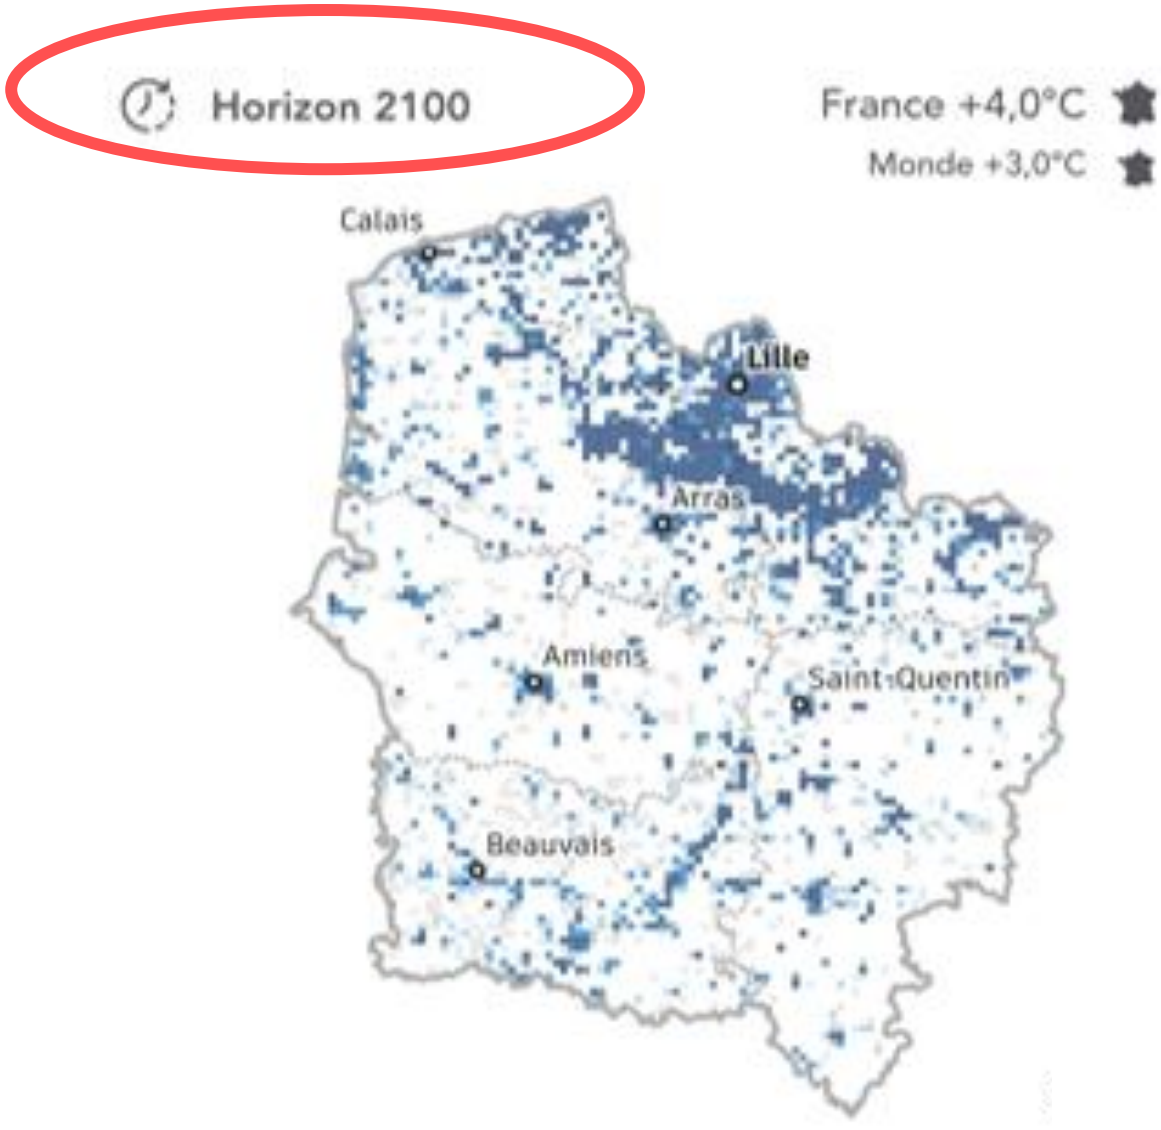 Horizon 2100
France +4,0°C
Monde +3,0°C
Calais
Lille
Arras
Amiens
Saint-Quentin
Beauvais